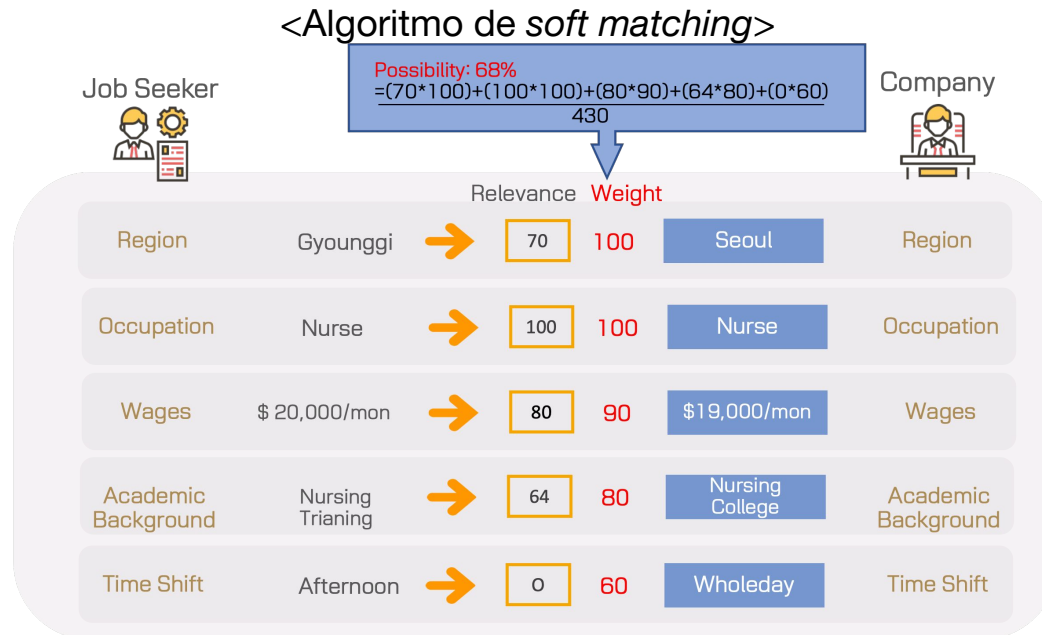 <Algoritmo de soft matching>
Possibility: 68%
=(70*100)+(100*100)+(80*90)+(64*80)+(0*60)
430
Job Seeker
Company
Relevance Weight
Region Gyounggi 70 100 Seoul Region
Occupation Nurse 100 100 Nurse Occupation
Wages $ 20,000/mon 80 90 $19,000/mon Wages
Academic
Background
Nursing
Trianing
64 80
Nursing
College
Academic
Background
Time Shift Afternoon O 60 Wholeday Time Shift